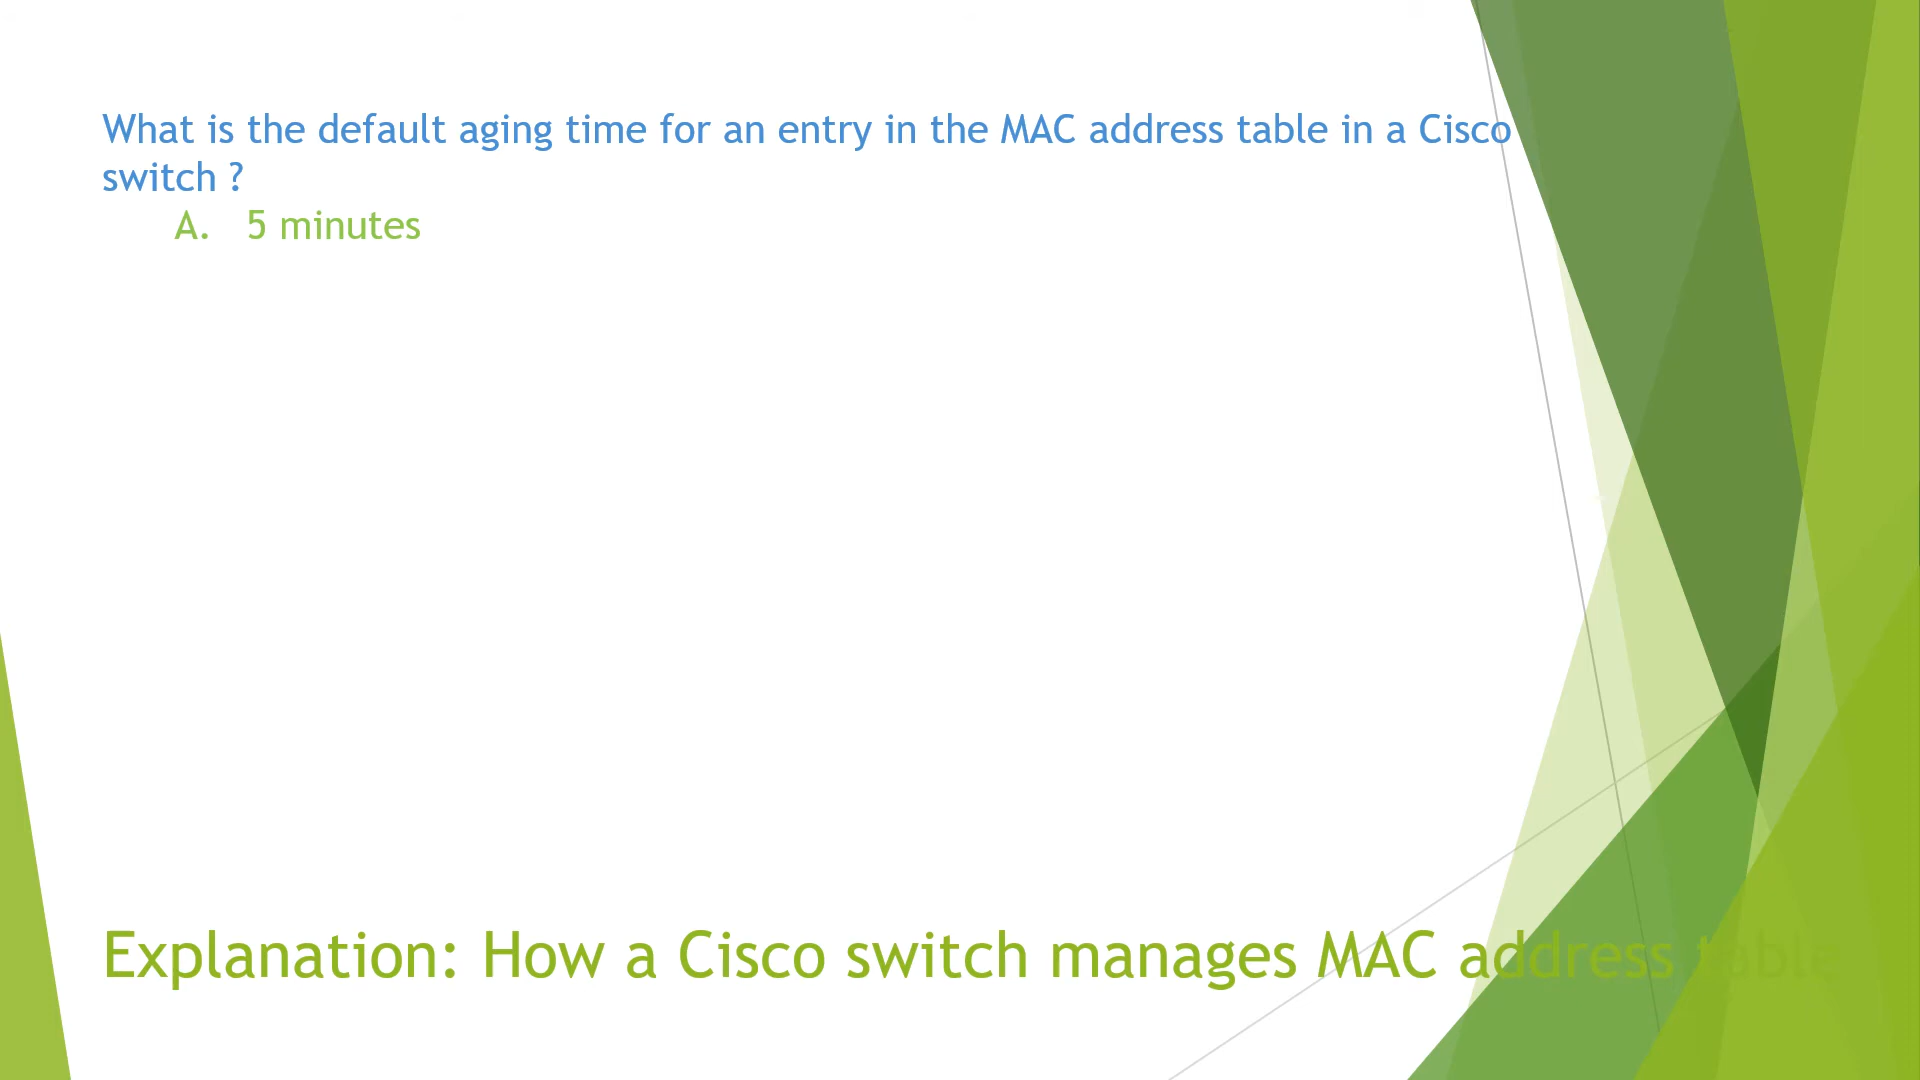 What is the default aging time for an entry in the MAC address table in a Cisco
switch ?
A. 5 minutes
Explanation: How a Cisco switch manages MAC address table